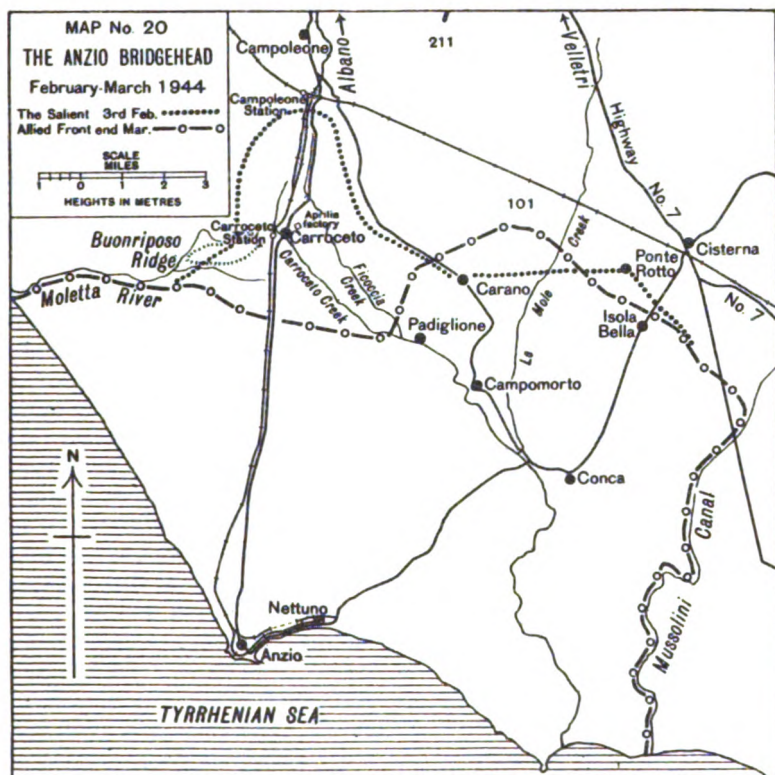 MAP No. 20
THE ANZIO BRIDGEHEAD
February-March 1944
The Salient 3rd Feb.
Allied Front end Mar.
SCALE
MILES
1 0 1 2 3
HEIGHTS IN METRES
Campoleone
Albano
211
Velletri
Campoleone
Station
Highway
No. 7
101
Aprilia
factory
Carroceto
Station
Carroceto
Buonriposo
Ridge
Cisterna
Ponte
Rotto
Creek
Moletta
River
Carroceto Creek
Ficoccia
Creek
Carano
No. 7
Isola
Bella
Padiglione
Mole
La
Campomorto
N
Conca
Canal
Mussolini
Nettuno
Anzio
TYRRHENIAN SEA